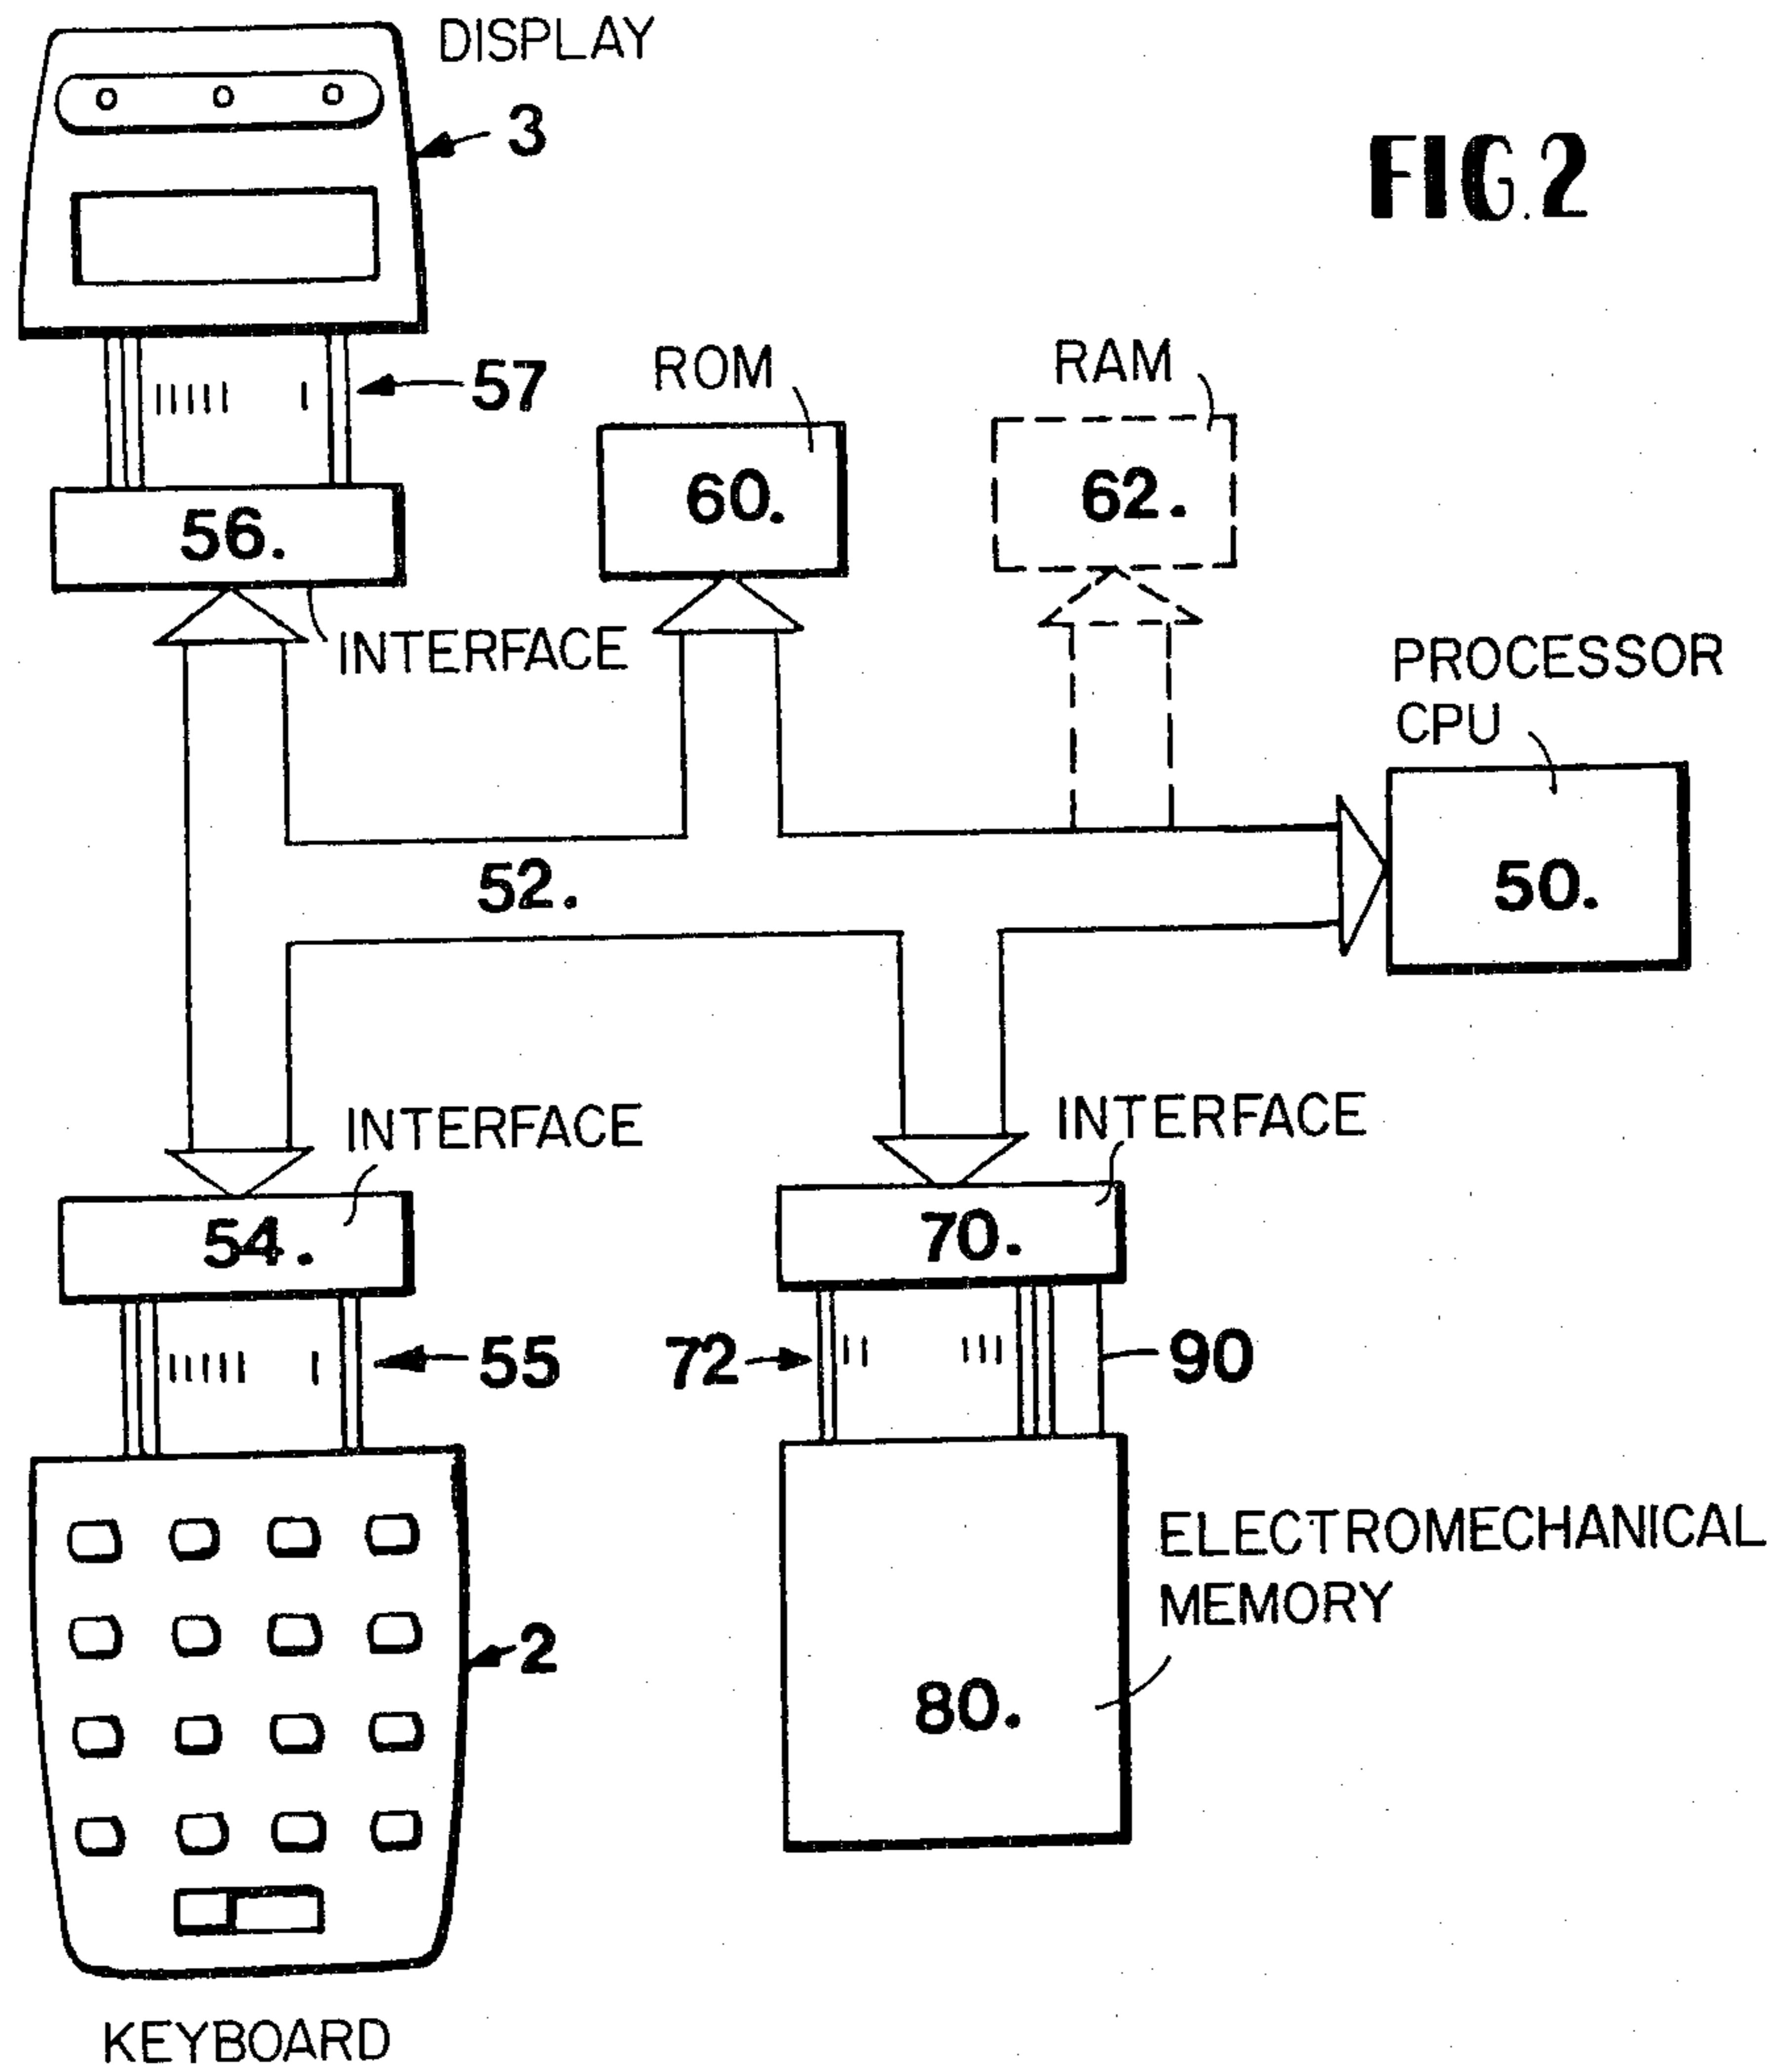 DISPLAY
3
FIG. 2
57
ROM
RAM
60.
62.
56.
INTERFACE
PROCESSOR
CPU
52.
50.
INTERFACE
INTERFACE
54.
70.
55
72
90
ELECTROMECHANICAL
MEMORY
2
80.
KEYBOARD